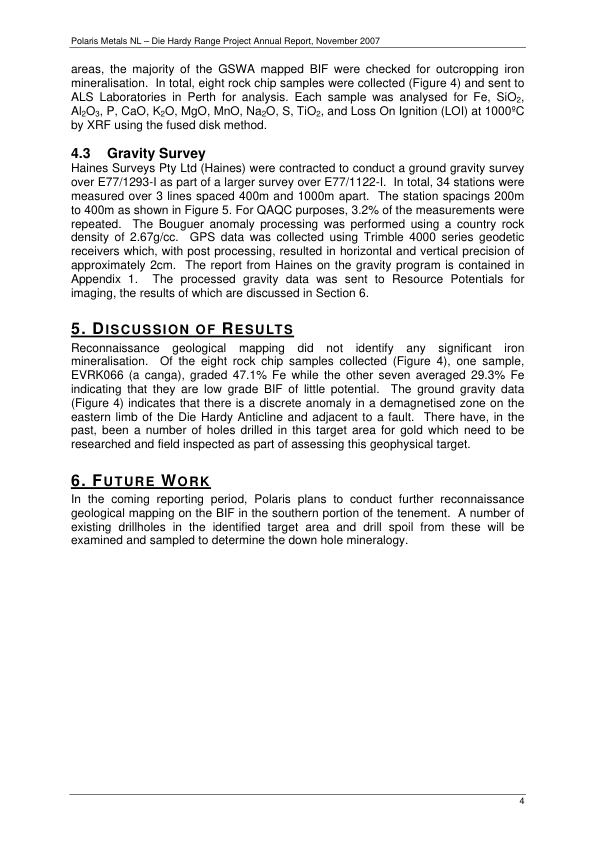 Polaris Metals NL – Die Hardy Range Project Annual Report, November 2007
areas, the majority of the GSWA mapped BIF were checked for outcropping iron
mineralisation.  In total, eight rock chip samples were collected (Figure 4) and sent to
ALS Laboratories in Perth for analysis. Each sample was analysed for Fe, SiO2,
Al2O3, P, CaO, K2O, MgO, MnO, Na2O, S, TiO2, and Loss On Ignition (LOI) at 1000ºC
by XRF using the fused disk method.
4.3 Gravity Survey
Haines Surveys Pty Ltd (Haines) were contracted to conduct a ground gravity survey
over E77/1293-I as part of a larger survey over E77/1122-I.  In total, 34 stations were
measured over 3 lines spaced 400m and 1000m apart.  The station spacings 200m
to 400m as shown in Figure 5. For QAQC purposes, 3.2% of the measurements were
repeated.  The Bouguer anomaly processing was performed using a country rock
density of 2.67g/cc.  GPS data was collected using Trimble 4000 series geodetic
receivers which, with post processing, resulted in horizontal and vertical precision of
approximately 2cm.  The report from Haines on the gravity program is contained in
Appendix 1.  The processed gravity data was sent to Resource Potentials for
imaging, the results of which are discussed in Section 6.
5. DISCUSSION OF RESULTS
Reconnaissance geological mapping did not identify any significant iron
mineralisation.  Of the eight rock chip samples collected (Figure 4), one sample,
EVRK066 (a canga), graded 47.1% Fe while the other seven averaged 29.3% Fe
indicating that they are low grade BIF of little potential.  The ground gravity data
(Figure 4) indicates that there is a discrete anomaly in a demagnetised zone on the
eastern limb of the Die Hardy Anticline and adjacent to a fault.  There have, in the
past, been a number of holes drilled in this target area for gold which need to be
researched and field inspected as part of assessing this geophysical target.
6. FUTURE WORK
In the coming reporting period, Polaris plans to conduct further reconnaissance
geological mapping on the BIF in the southern portion of the tenement.  A number of
existing drillholes in the identified target area and drill spoil from these will be
examined and sampled to determine the down hole mineralogy.
4